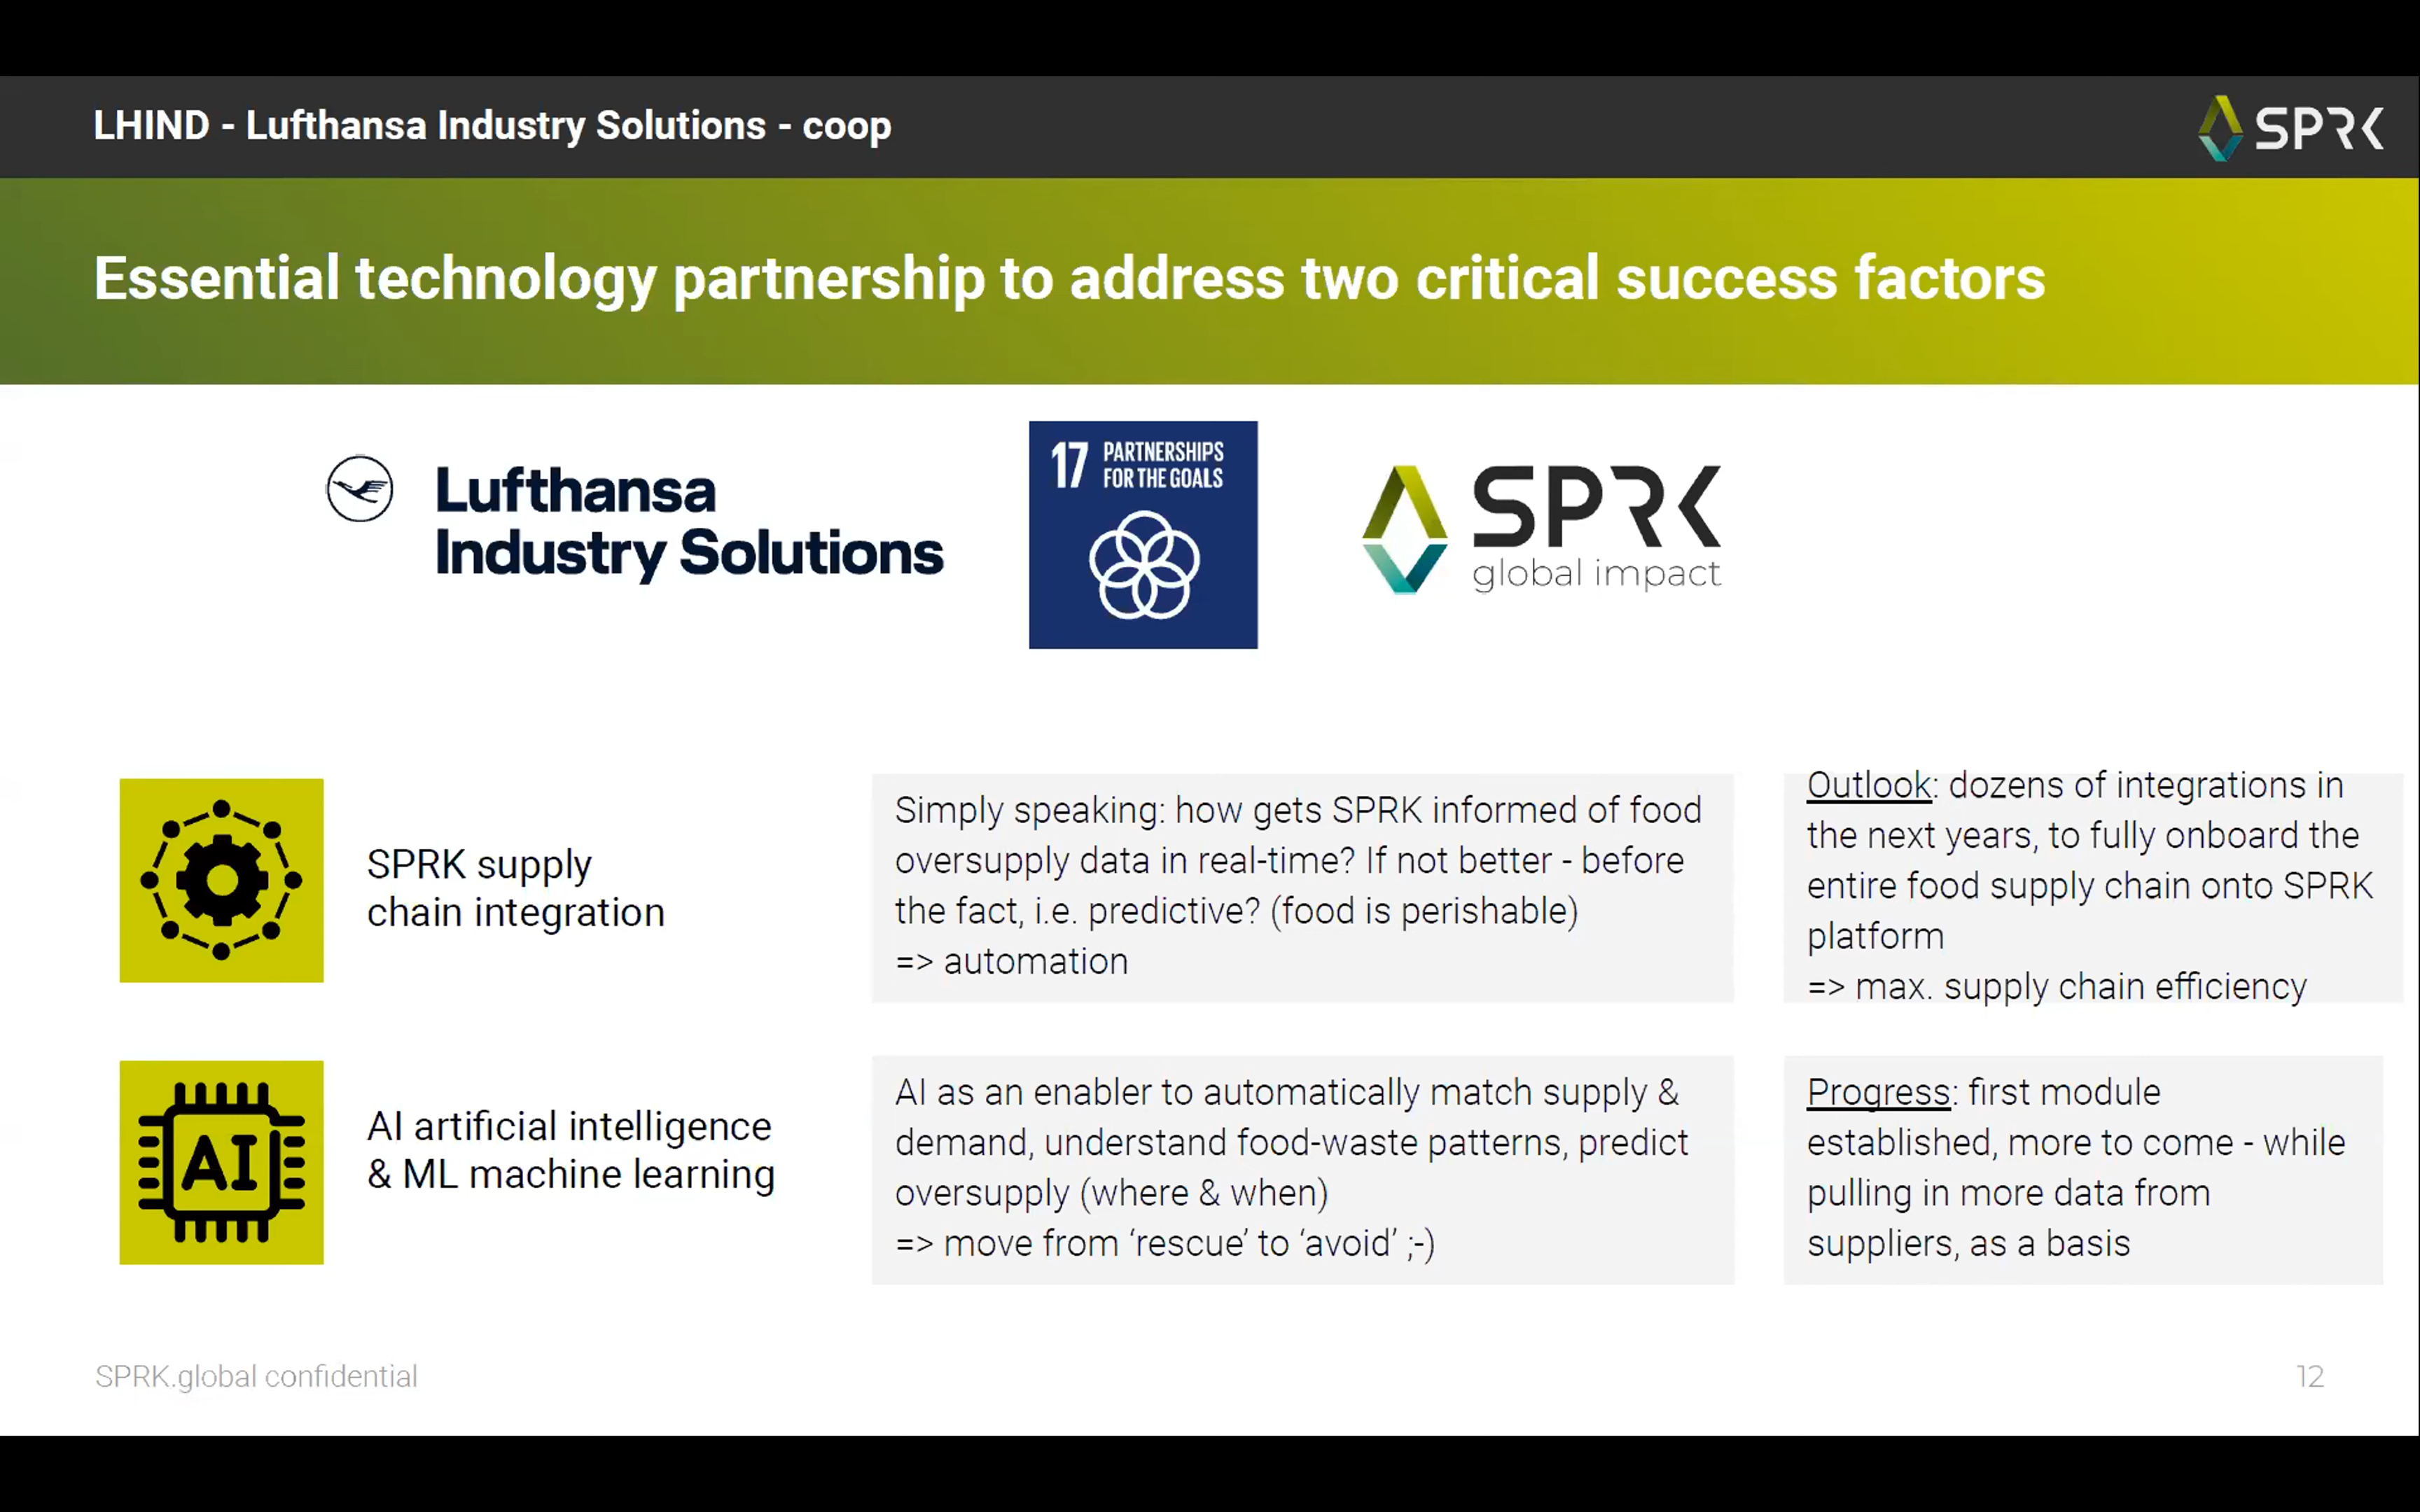 LHIND - Lufthansa Industry Solutions - coop
SPRK
Essential technology partnership to address two critical success factors
Lufthansa
Industry Solutions
17 PARTNERSHIPS
FOR THE GOALS
SPRK
global impact
SPRK supply
chain integration
Simply speaking: how gets SPRK informed of food
oversupply data in real-time? If not better - before
the fact, i.e. predictive? (food is perishable)
=> automation
Outlook: dozens of integrations in
the next years, to fully onboard the
entire food supply chain onto SPRK
platform
=> max. supply chain efficiency
AI
AI artificial intelligence
& ML machine learning
AI as an enabler to automatically match supply &
demand, understand food-waste patterns, predict
oversupply (where & when)
=> move from ‘rescue’ to ‘avoid’ ;-)
Progress: first module
established, more to come - while
pulling in more data from
suppliers, as a basis
SPRK.global confidential
12